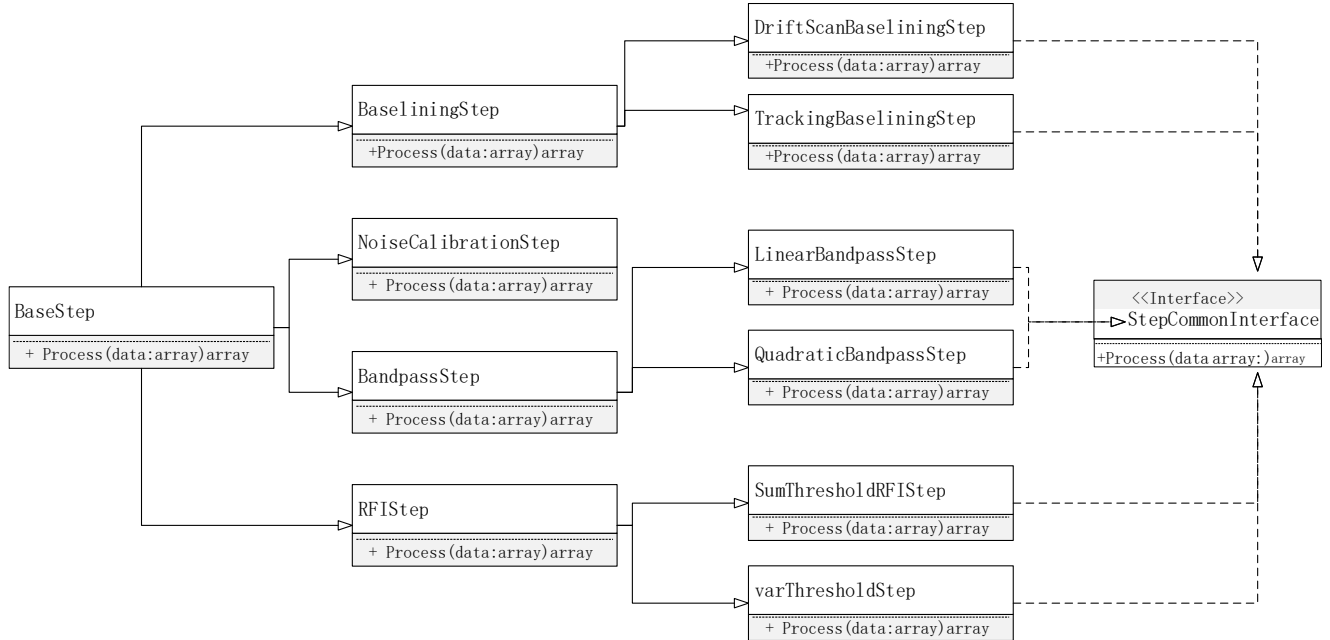 DriftScanBaseliningStep
+Process(data:array)array
BaseliningStep
+Process(data:array)array
TrackingBaseliningStep
+Process(data:array)array
NoiseCalibrationStep
+ Process(data:array)array
LinearBandpassStep
+ Process(data:array)array
BaseStep
+ Process(data:array)array
<<Interface>>
StepCommonInterface
+Process(data array:)array
BandpassStep
+ Process(data:array)array
QuadraticBandpassStep
+ Process(data:array)array
RFIStep
+ Process(data:array)array
SumThresholdRFIStep
+ Process(data:array)array
varThresholdStep
+ Process(data:array)array